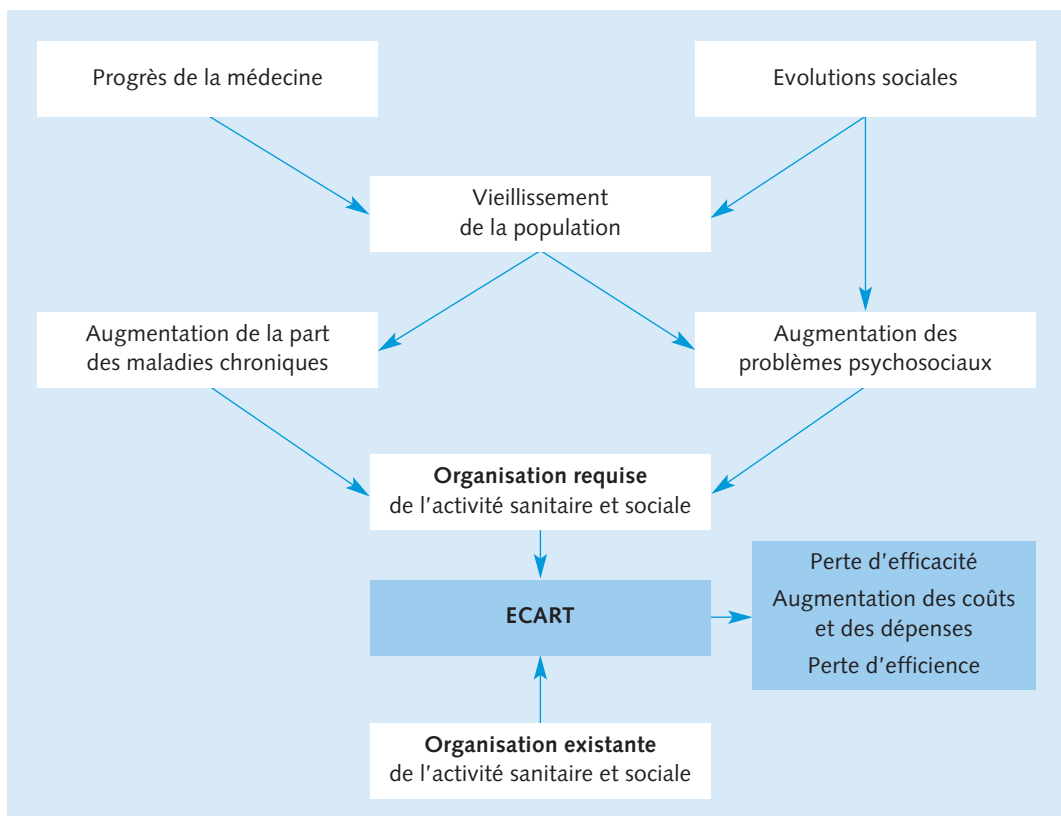 Progrès de la médecine
Evolutions sociales
Vieillissement
de la population
Augmentation de la part
des maladies chroniques
Augmentation des
problèmes psychosociaux
Organisation requise
de l'activité sanitaire et sociale
ECART
Perte d'efficacité
Augmentation des coûts
et des dépenses
Perte d'efficience
Organisation existante
de l'activité sanitaire et sociale